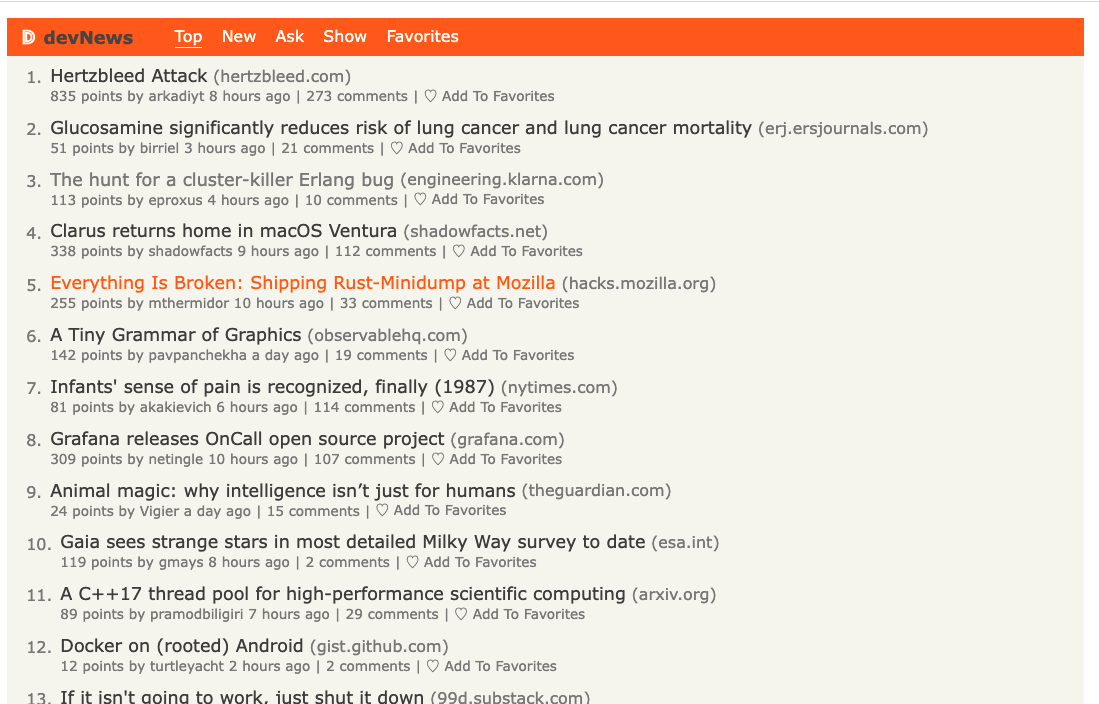 D devNews Top New Ask Show Favorites
1. Hertzbleed Attack (hertzbleed.com)
835 points by arkadiyt 8 hours ago | 273 comments | ♡ Add To Favorites
2. Glucosamine significantly reduces risk of lung cancer and lung cancer mortality (erj.ersjournals.com)
51 points by birriel 3 hours ago | 21 comments | ♡ Add To Favorites
3. The hunt for a cluster-killer Erlang bug (engineering.klarna.com)
113 points by eproxus 4 hours ago | 10 comments | ♡ Add To Favorites
4. Clarus returns home in macOS Ventura (shadowfacts.net)
338 points by shadowfacts 9 hours ago | 112 comments | ♡ Add To Favorites
5. Everything Is Broken: Shipping Rust-Minidump at Mozilla (hacks.mozilla.org)
255 points by mthermidor 10 hours ago | 33 comments | ♡ Add To Favorites
6. A Tiny Grammar of Graphics (observablehq.com)
142 points by pavpanchekha a day ago | 19 comments | ♡ Add To Favorites
7. Infants' sense of pain is recognized, finally (1987) (nytimes.com)
81 points by akakievich 6 hours ago | 114 comments | ♡ Add To Favorites
8. Grafana releases OnCall open source project (grafana.com)
309 points by netingle 10 hours ago | 107 comments | ♡ Add To Favorites
9. Animal magic: why intelligence isn’t just for humans (theguardian.com)
24 points by Vigier a day ago | 15 comments | ♡ Add To Favorites
10. Gaia sees strange stars in most detailed Milky Way survey to date (esa.int)
119 points by gmays 8 hours ago | 2 comments | ♡ Add To Favorites
11. A C++17 thread pool for high-performance scientific computing (arxiv.org)
89 points by pramodbiligiri 7 hours ago | 29 comments | ♡ Add To Favorites
12. Docker on (rooted) Android (gist.github.com)
12 points by turtleyacht 2 hours ago | 2 comments | ♡ Add To Favorites
13. If it isn't going to work, just shut it down (99d.substack.com)